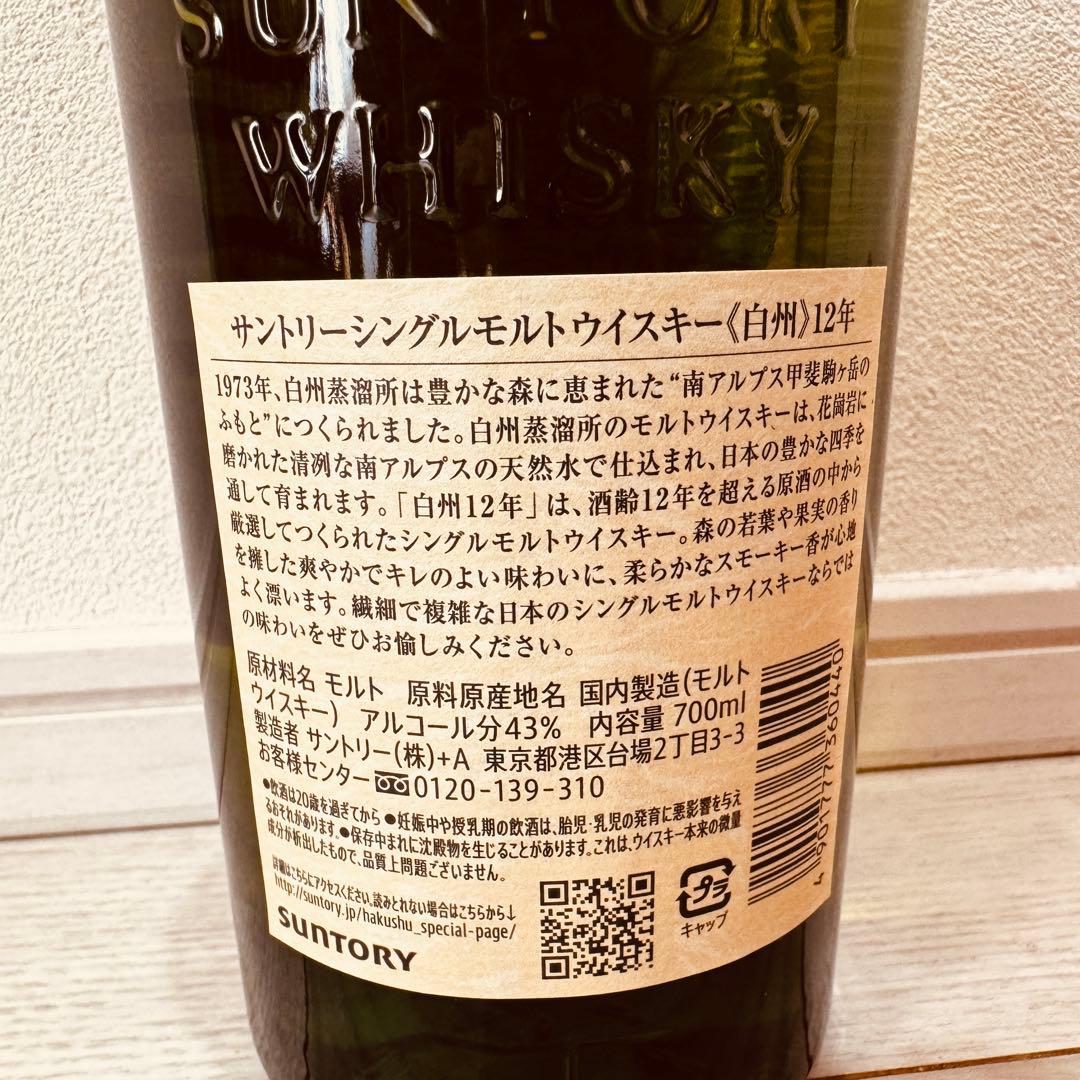 SUNTORY
WHISKY
サントリーシングルモルトウイスキー《白州》12年
1973年、白州蒸溜所は豊かな森に恵まれた“南アルプス甲斐駒ヶ岳の
ふもと”につくられました。白州蒸溜所のモルトウイスキーは、花崗岩に
磨かれた清冽な南アルプスの天然水で仕込まれ、日本の豊かな四季を
通して育まれます。「白州12年」は、酒齢12年を超える原酒の中から
厳選してつくられたシングルモルトウイスキー。森の若葉や果実の香り
を擁した爽やかでキレのよい味わいに、柔らかなスモーキー香が心地
よく漂います。繊細で複雑な日本のシングルモルトウイスキーならでは
の味わいをぜひお愉しみください。
原材料名 モルト 原料原産地名 国内製造(モルト
ウイスキー) アルコール分43% 内容量 700ml
製造者 サントリー(株)+A 東京都港区台場2丁目3-3
お客様センター 0120-139-310
●飲酒は20歳を過ぎてから ●妊娠中や授乳期の飲酒は、胎児・乳児の発育に悪影響を与え
るおそれがあります。●保存中まれに沈殿物を生じることがあります。これは、ウイスキー本来の微量
成分が析出したもので、品質上問題ございません。
詳細はこちらにアクセスください。読みとれない場合はこちらから↓
http://suntory.jp/hakushu_special-page/
SUNTORY
プラ
キャップ
4 901777 360440